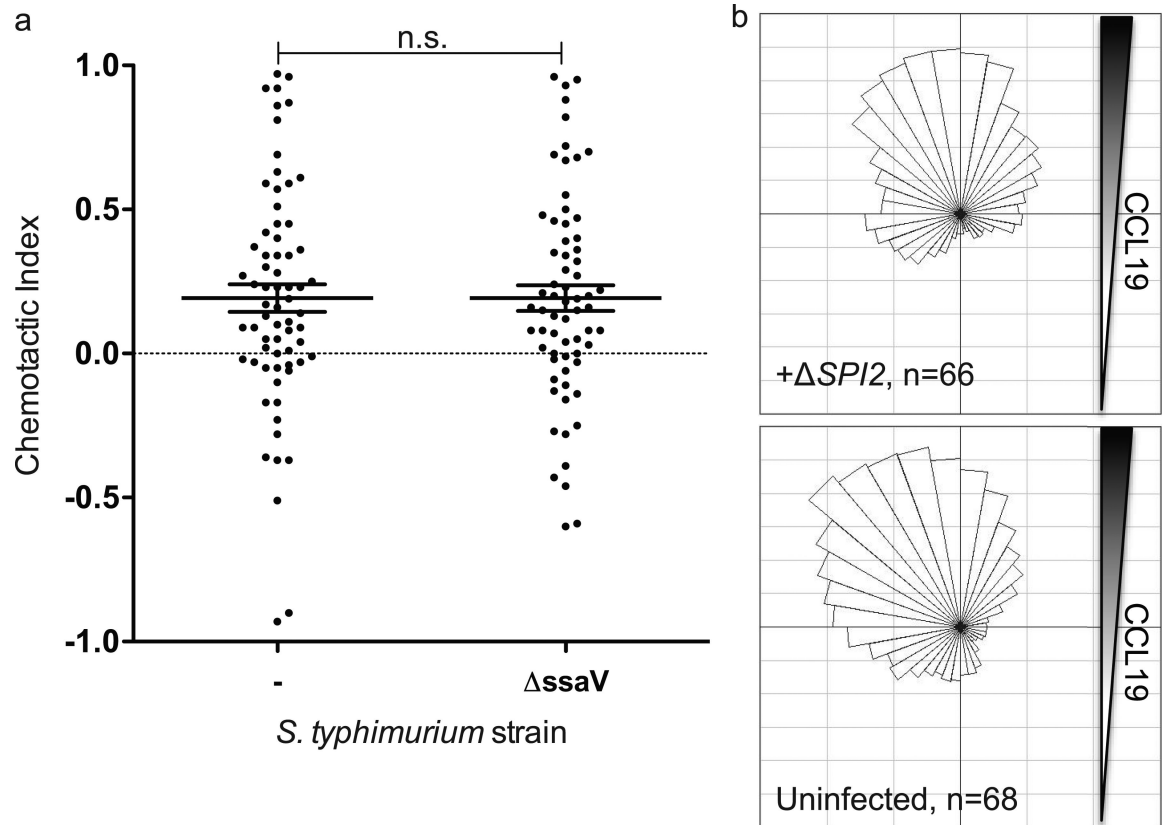 a
n.s.
1.0
0.5
0.0
-0.5
-1.0
Chemotactic Index
-
ΔssaV
S. typhimurium strain
b
CCL19
+ΔSPI2, n=66
CCL19
Uninfected, n=68